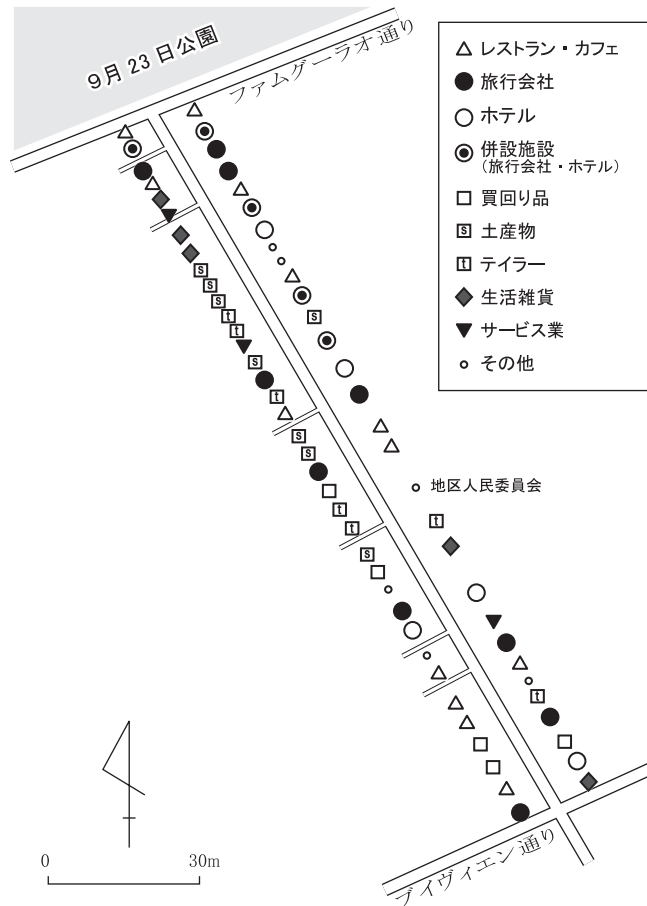 9月23日公園
ファムグーラオ通り
レストラン・カフェ
旅行会社
ホテル
併設施設
(旅行会社・ホテル)
買回り品
s 土産物
t テイラー
生活雑貨
サービス業
その他
s
s
s
s
t
t
s
t
s
s
t
t
s
地区人民委員会
t
t
0 30m
ブイヴィエン通り